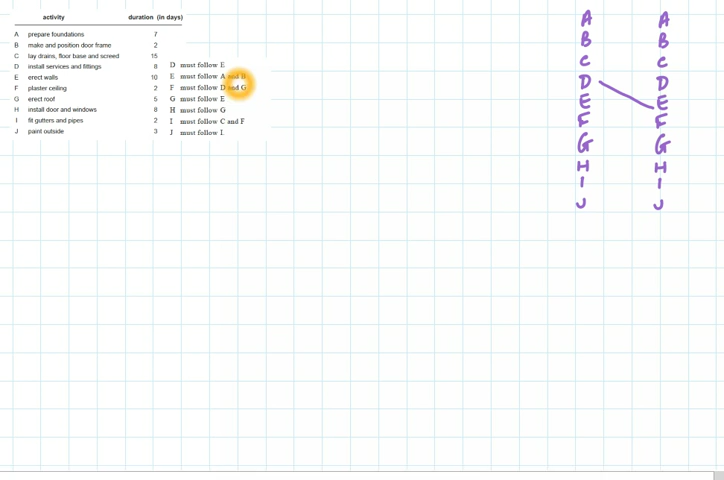 activity duration (in days)
A prepare foundations 7
B make and position door frame 2
C lay drains, floor base and screed 15
D install services and fittings 8
E erect walls 10
F plaster ceiling 2
G erect roof 5
H install door and windows 8
I fit gutters and pipes 2
J paint outside 3
D must follow E
E must follow A and B
F must follow D and G
G must follow E
H must follow G
I must follow C and F
J must follow I.
A A
B B
C C
D D
E E
F F
G G
H H
I I
J J